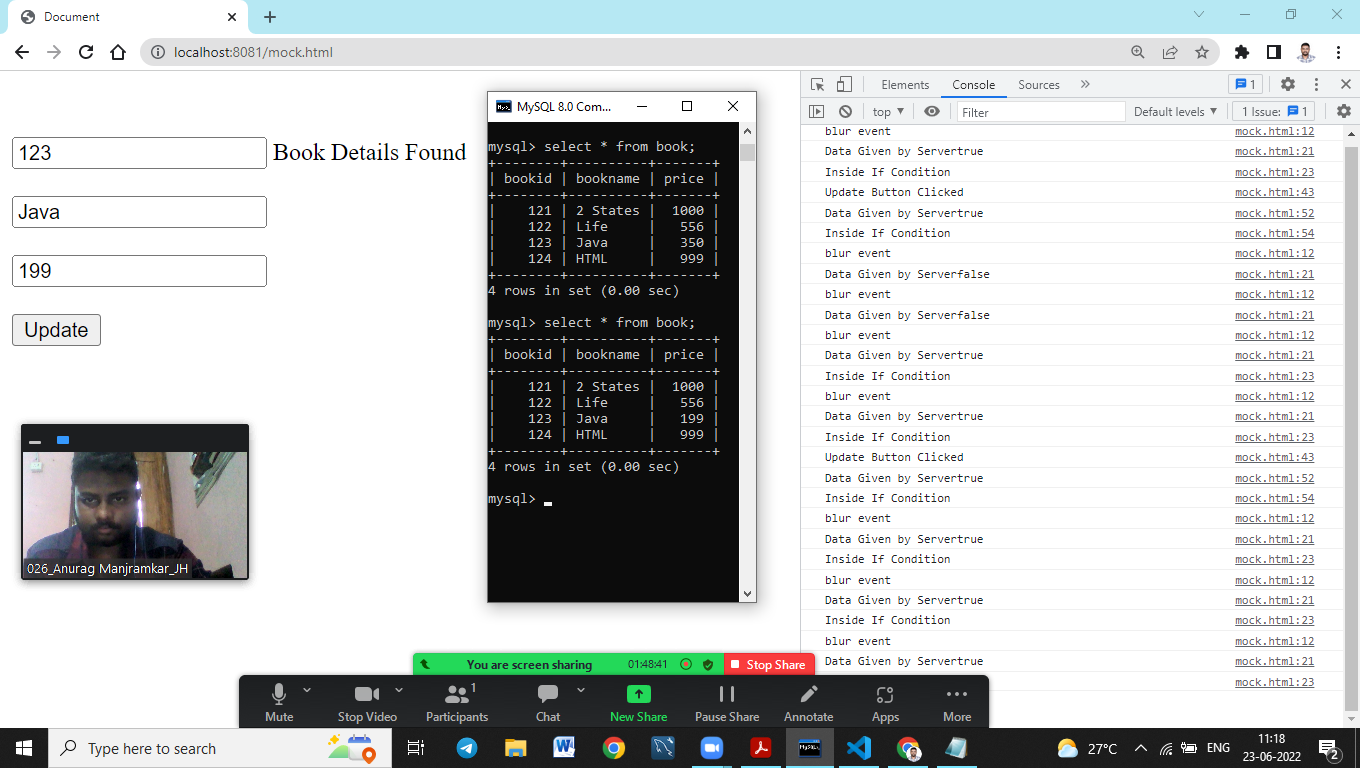 Document
localhost:8081/mock.html
123 Book Details Found
Java
199
Update
026_Anurag Manjramkar_JH
MySQL 8.0 Com...
mysql> select * from book;
+--------+----------+-------+
| bookid | bookname | price |
+--------+----------+-------+
| 121 | 2 States | 1000 |
| 122 | Life | 556 |
| 123 | Java | 350 |
| 124 | HTML | 999 |
+--------+----------+-------+
4 rows in set (0.00 sec)
mysql> select * from book;
+--------+----------+-------+
| bookid | bookname | price |
+--------+----------+-------+
| 121 | 2 States | 1000 |
| 122 | Life | 556 |
| 123 | Java | 199 |
| 124 | HTML | 999 |
+--------+----------+-------+
4 rows in set (0.00 sec)
mysql>
Elements Console Sources » 1
top Filter Default levels 1 Issue: 1
blur event mock.html:12
Data Given by Servertrue mock.html:21
Inside If Condition mock.html:23
Update Button Clicked mock.html:43
Data Given by Servertrue mock.html:52
Inside If Condition mock.html:54
blur event mock.html:12
Data Given by Serverfalse mock.html:21
blur event mock.html:12
Data Given by Serverfalse mock.html:21
blur event mock.html:12
Data Given by Servertrue mock.html:21
Inside If Condition mock.html:23
blur event mock.html:12
Data Given by Servertrue mock.html:21
Inside If Condition mock.html:23
Update Button Clicked mock.html:43
Data Given by Servertrue mock.html:52
Inside If Condition mock.html:54
blur event mock.html:12
Data Given by Servertrue mock.html:21
Inside If Condition mock.html:23
blur event mock.html:12
Data Given by Servertrue mock.html:21
Inside If Condition mock.html:23
blur event mock.html:12
Data Given by Servertrue mock.html:21
mock.html:23
You are screen sharing 01:48:41 Stop Share
1
Mute Stop Video Participants Chat New Share Pause Share Annotate Apps More
Type here to search
27°C ENG 11:18
23-06-2022
2